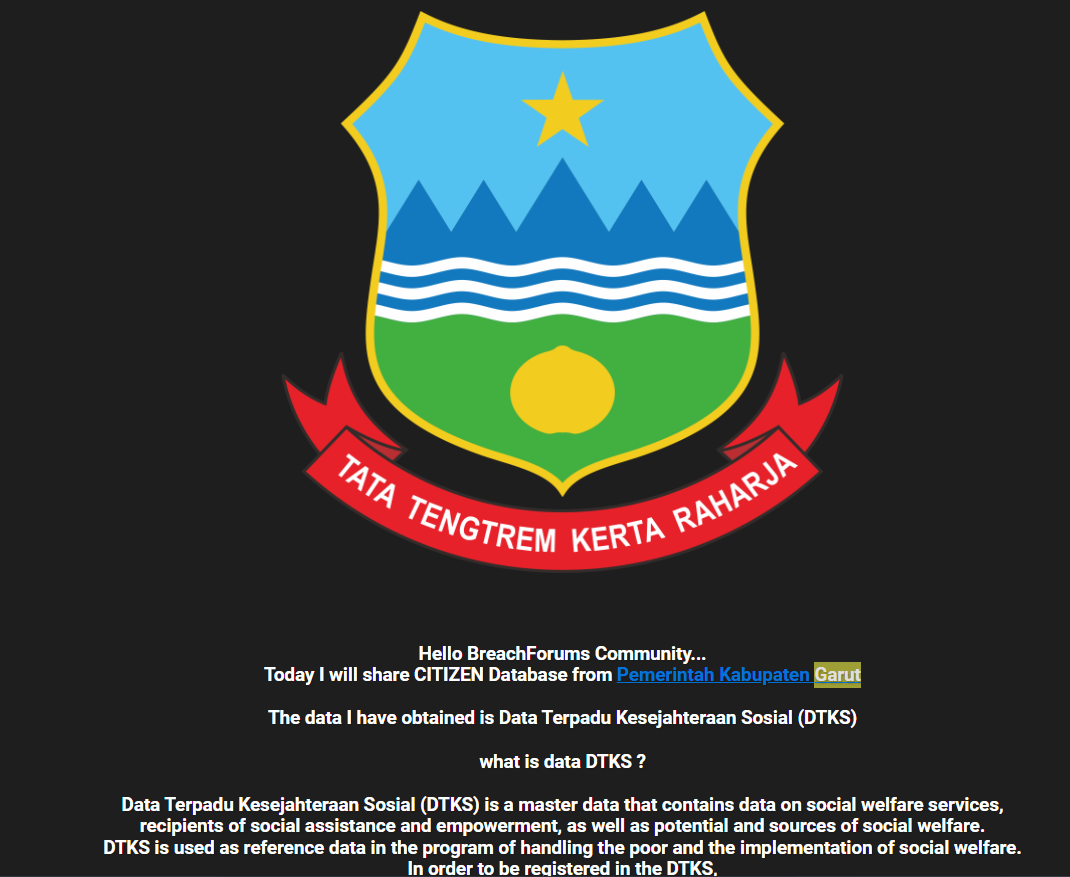 TATA TENGTREM KERTA RAHARJA
Hello BreachForums Community...
Today I will share CITIZEN Database from Pemerintah Kabupaten Garut
The data I have obtained is Data Terpadu Kesejahteraan Sosial (DTKS)
what is data DTKS ?
Data Terpadu Kesejahteraan Sosial (DTKS) is a master data that contains data on social welfare services,
recipients of social assistance and empowerment, as well as potential and sources of social welfare.
DTKS is used as reference data in the program of handling the poor and the implementation of social welfare.
In order to be registered in the DTKS,